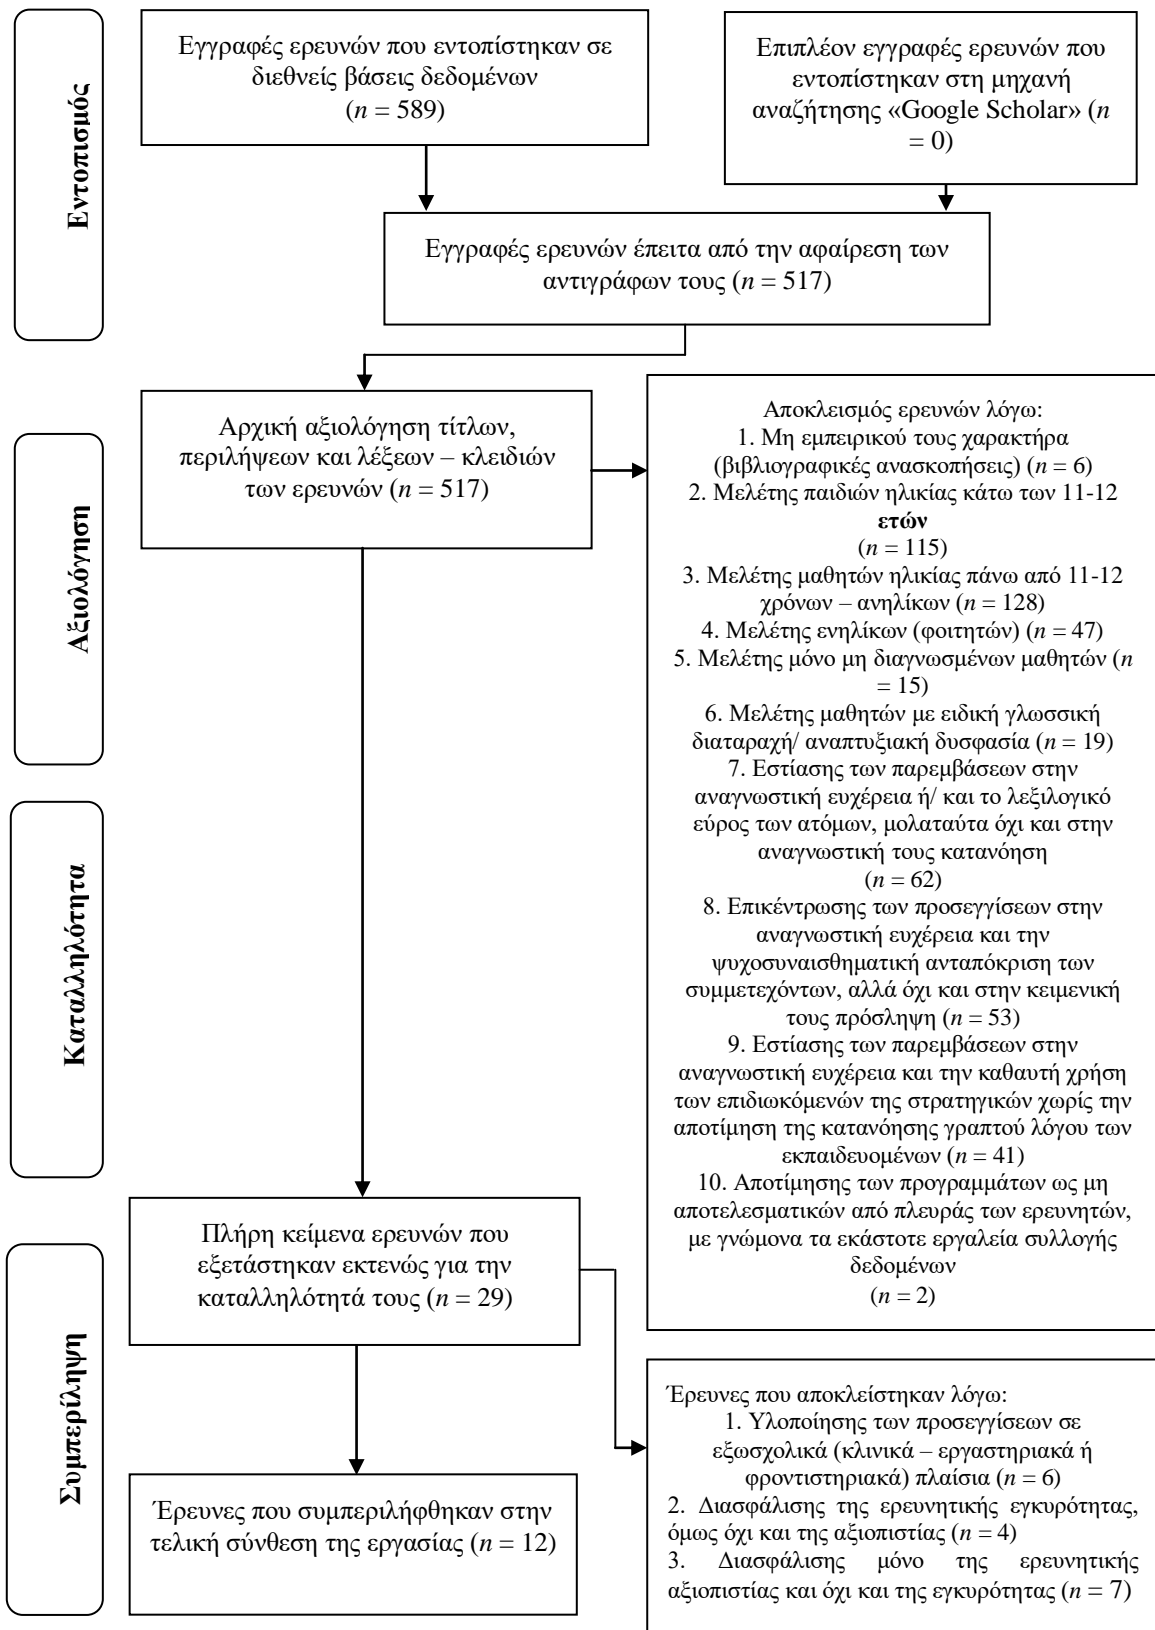 Εντοπισμός
Εγγραφές ερευνών που εντοπίστηκαν σε
διεθνείς βάσεις δεδομένων
(n = 589)
Επιπλέον εγγραφές ερευνών που
εντοπίστηκαν στη μηχανή
αναζήτησης «Google Scholar» (n
= 0)
Εγγραφές ερευνών έπειτα από την αφαίρεση των
αντιγράφων τους (n = 517)
Αξιολόγηση
Αρχική αξιολόγηση τίτλων,
περιλήψεων και λέξεων – κλειδιών
των ερευνών (n = 517)
Αποκλεισμός ερευνών λόγω:
1. Μη εμπειρικού τους χαρακτήρα
(βιβλιογραφικές ανασκοπήσεις) (n = 6)
2. Μελέτης παιδιών ηλικίας κάτω των 11-12
ετών
(n = 115)
3. Μελέτης μαθητών ηλικίας πάνω από 11-12
χρόνων – ανηλίκων (n = 128)
4. Μελέτης ενηλίκων (φοιτητών) (n = 47)
5. Μελέτης μόνο μη διαγνωσμένων μαθητών (n
= 15)
6. Μελέτης μαθητών με ειδική γλωσσική
διαταραχή/ αναπτυξιακή δυσφασία (n = 19)
7. Εστίασης των παρεμβάσεων στην
αναγνωστική ευχέρεια ή/ και το λεξιλογικό
εύρος των ατόμων, μολαταύτα όχι και στην
αναγνωστική τους κατανόηση
(n = 62)
8. Επικέντρωσης των προσεγγίσεων στην
αναγνωστική ευχέρεια και την
ψυχοσυναισθηματική ανταπόκριση των
συμμετεχόντων, αλλά όχι και στην κειμενική
τους πρόσληψη (n = 53)
9. Εστίασης των παρεμβάσεων στην
αναγνωστική ευχέρεια και την καθαυτή χρήση
των επιδιωκόμενών της στρατηγικών χωρίς την
αποτίμηση της κατανόησης γραπτού λόγου των
εκπαιδευομένων (n = 41)
10. Αποτίμησης των προγραμμάτων ως μη
αποτελεσματικών από πλευράς των ερευνητών,
με γνώμονα τα εκάστοτε εργαλεία συλλογής
δεδομένων
(n = 2)
Καταλληλότητα
Πλήρη κείμενα ερευνών που
εξετάστηκαν εκτενώς για την
καταλληλότητά τους (n = 29)
Συμπερίληψη
Έρευνες που συμπεριλήφθηκαν στην
τελική σύνθεση της εργασίας (n = 12)
Έρευνες που αποκλείστηκαν λόγω:
1. Υλοποίησης των προσεγγίσεων σε
εξωσχολικά (κλινικά – εργαστηριακά ή
φροντιστηριακά) πλαίσια (n = 6)
2. Διασφάλισης της ερευνητικής εγκυρότητας,
όμως όχι και της αξιοπιστίας (n = 4)
3. Διασφάλισης μόνο της ερευνητικής
αξιοπιστίας και όχι και της εγκυρότητας (n = 7)